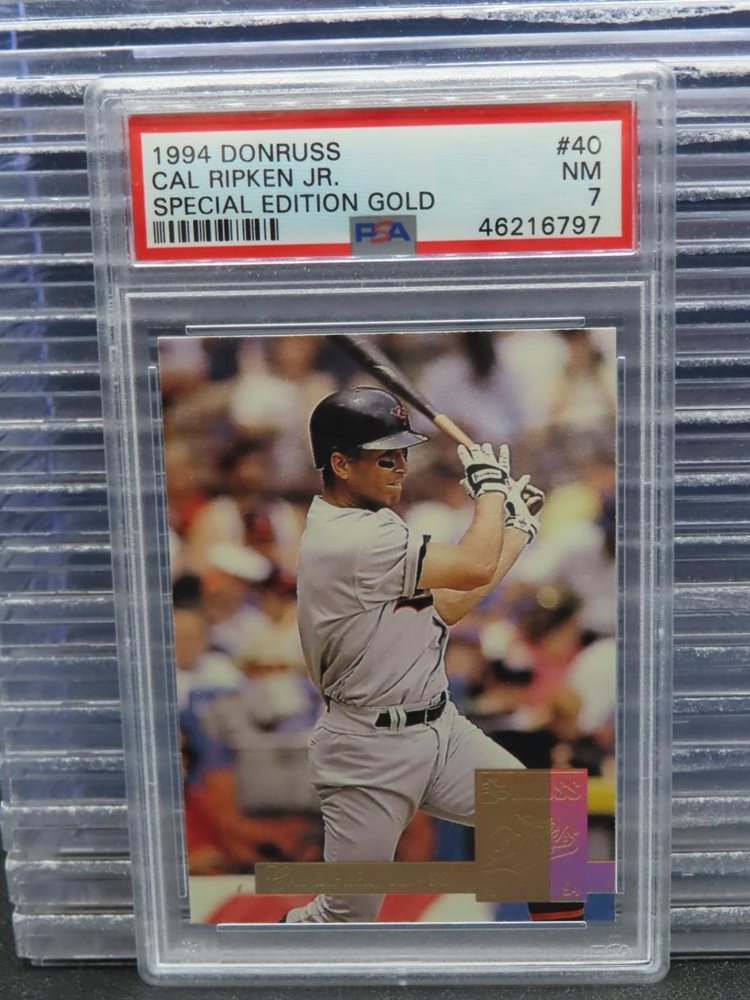 1994 DONRUSS #40
CAL RIPKEN JR. NM
SPECIAL EDITION GOLD 7
PSA 46216797